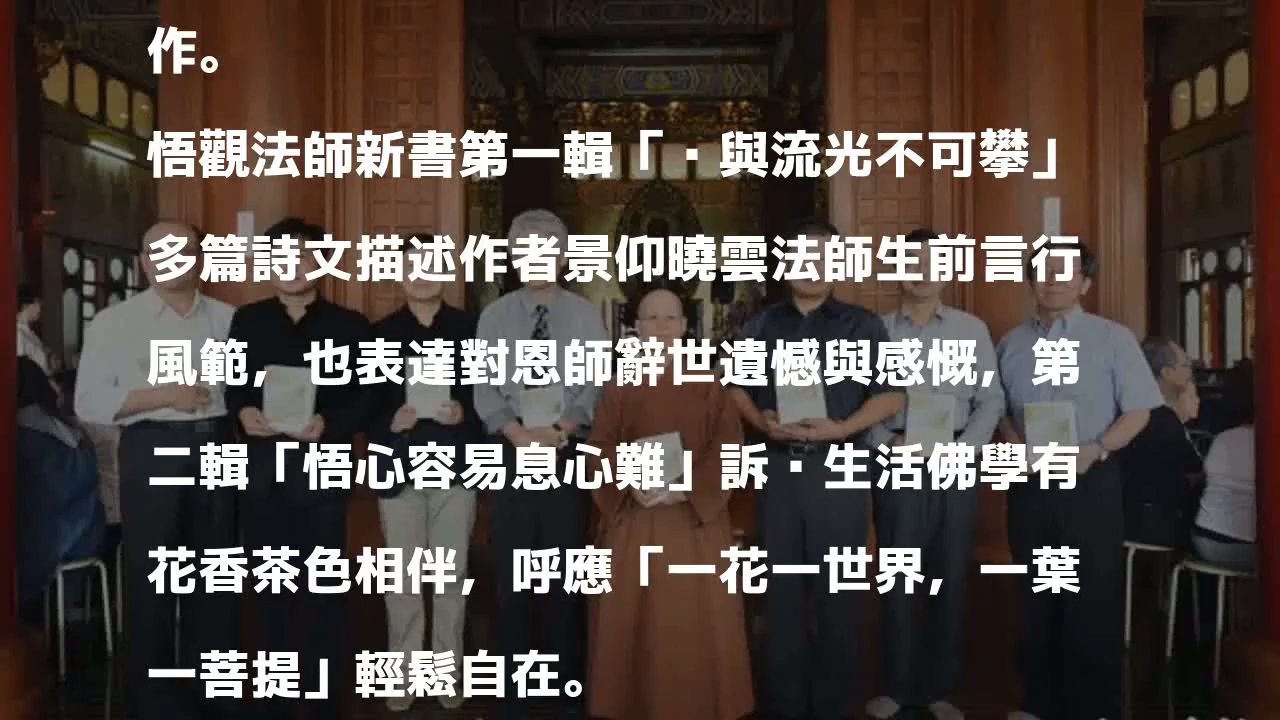 作。
悟觀法師新書第一輯「▪與流光不可攀」
多篇詩文描述作者景仰曉雲法師生前言行
風範，也表達對恩師辭世遺憾與感慨，第
二輯「悟心容易息心難」訴▪生活佛學有
花香茶色相伴，呼應「一花一世界，一葉
一菩提」輕鬆自在。